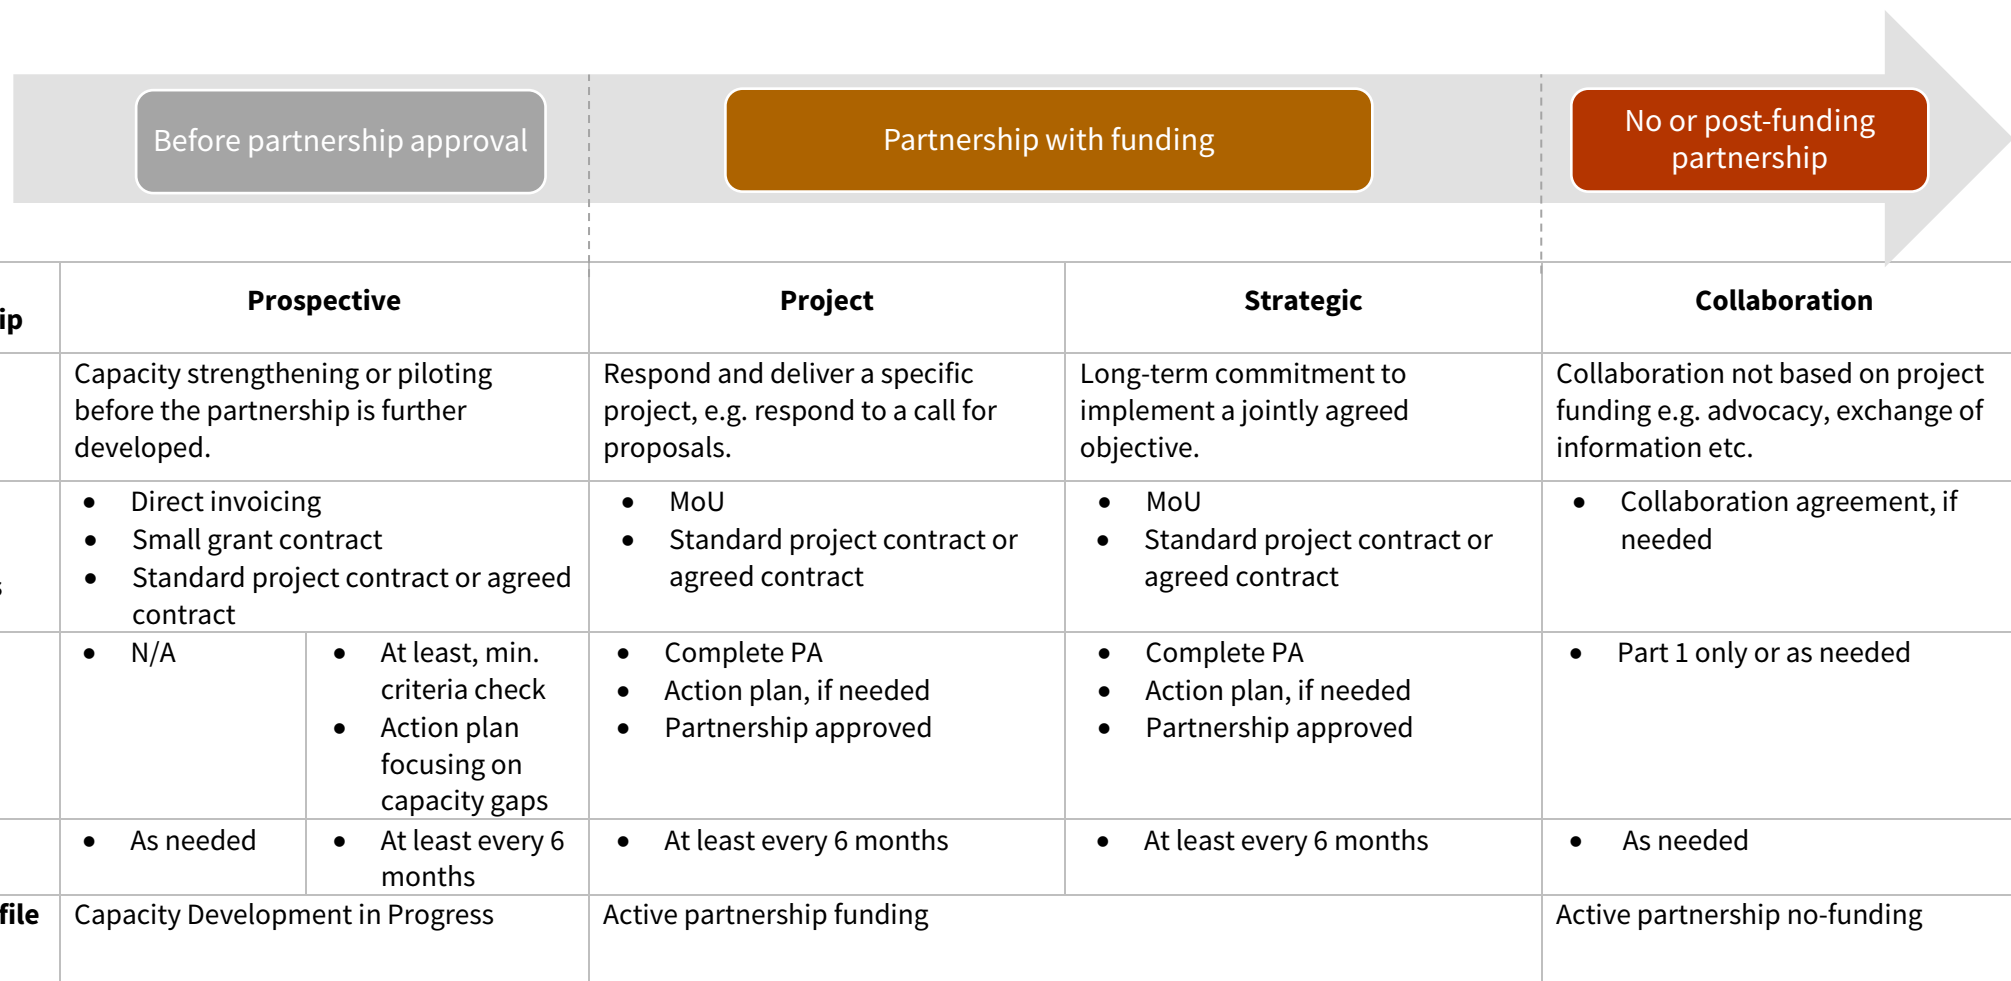 Before partnership approval
Partnership with funding
No or post-funding
partnership
ip
Prospective
Project
Strategic
Collaboration
Capacity strengthening or piloting
before the partnership is further
developed.
Respond and deliver a specific
project, e.g. respond to a call for
proposals.
Long-term commitment to
implement a jointly agreed
objective.
Collaboration not based on project
funding e.g. advocacy, exchange of
information etc.
s
• Direct invoicing
• Small grant contract
• Standard project contract or agreed
contract
• MoU
• Standard project contract or
agreed contract
• MoU
• Standard project contract or
agreed contract
• Collaboration agreement, if
needed
• N/A
• At least, min.
criteria check
• Action plan
focusing on
capacity gaps
• Complete PA
• Action plan, if needed
• Partnership approved
• Complete PA
• Action plan, if needed
• Partnership approved
• Part 1 only or as needed
• As needed
• At least every 6
months
• At least every 6 months
• At least every 6 months
• As needed
file
Capacity Development in Progress
Active partnership funding
Active partnership no-funding